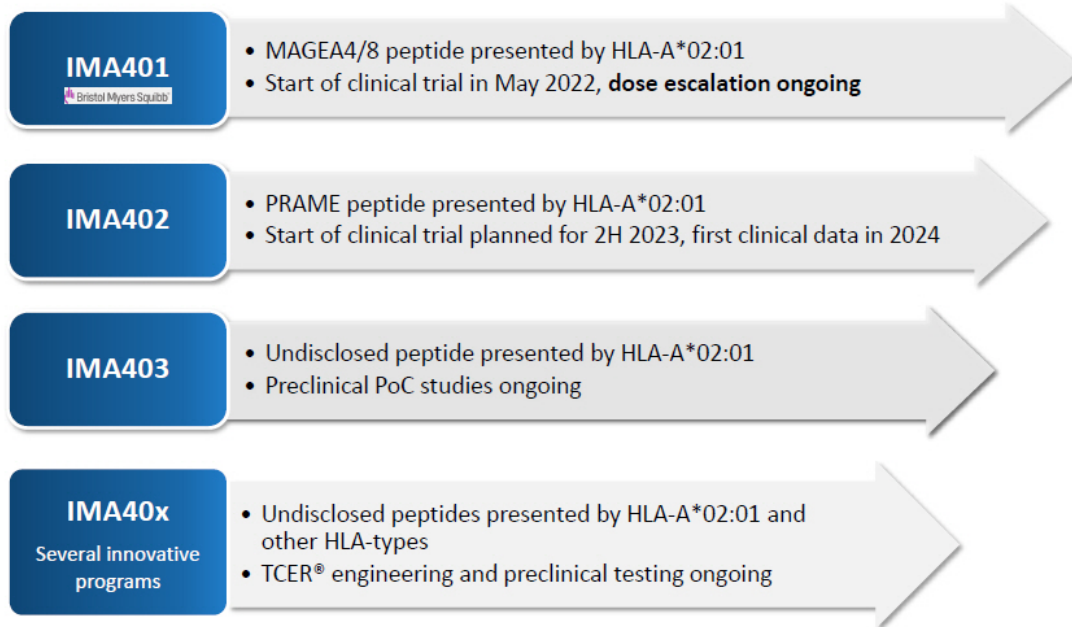 IMA401
Bristol Myers Squibb
• MAGEA4/8 peptide presented by HLA-A*02:01
• Start of clinical trial in May 2022, dose escalation ongoing
IMA402
• PRAME peptide presented by HLA-A*02:01
• Start of clinical trial planned for 2H 2023, first clinical data in 2024
IMA403
• Undisclosed peptide presented by HLA-A*02:01
• Preclinical PoC studies ongoing
IMA40x
Several innovative
programs
• Undisclosed peptides presented by HLA-A*02:01 and
other HLA-types
• TCER® engineering and preclinical testing ongoing